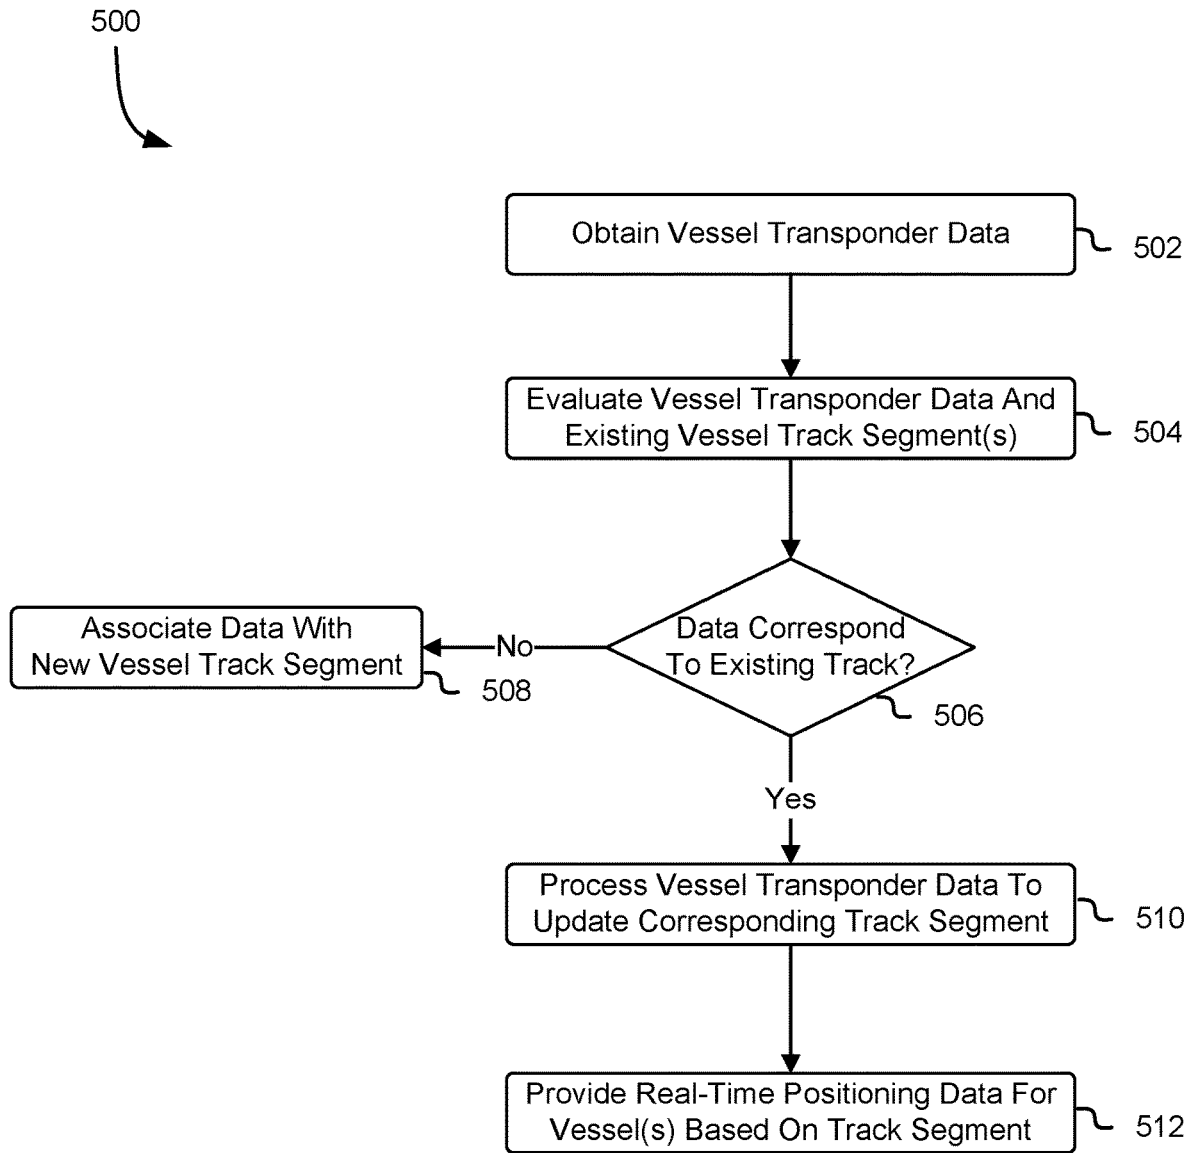 500
Obtain Vessel Transponder Data
502
Evaluate Vessel Transponder Data And
Existing Vessel Track Segment(s)
504
Data Correspond
To Existing Track?
506
No
Associate Data With
New Vessel Track Segment
508
Yes
Process Vessel Transponder Data To
Update Corresponding Track Segment
510
Provide Real-Time Positioning Data For
Vessel(s) Based On Track Segment
512